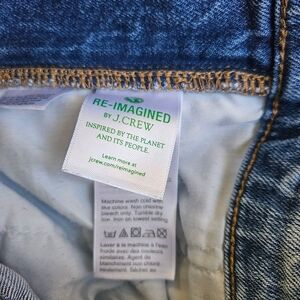 RE-IMAGINED
BY J.CREW
INSPIRED BY THE PLANET
AND ITS PEOPLE.
Learn more at
jcrew.com/reimagined
Machine wash cold with
like colors. Non chlorine
bleach only. Tumble dry
low. Iron on lowest setting
Laver à la machine à l'eau
froide avec des couleurs
similaires. Agent de
blanchiment non chloré
seulement. Sécher au